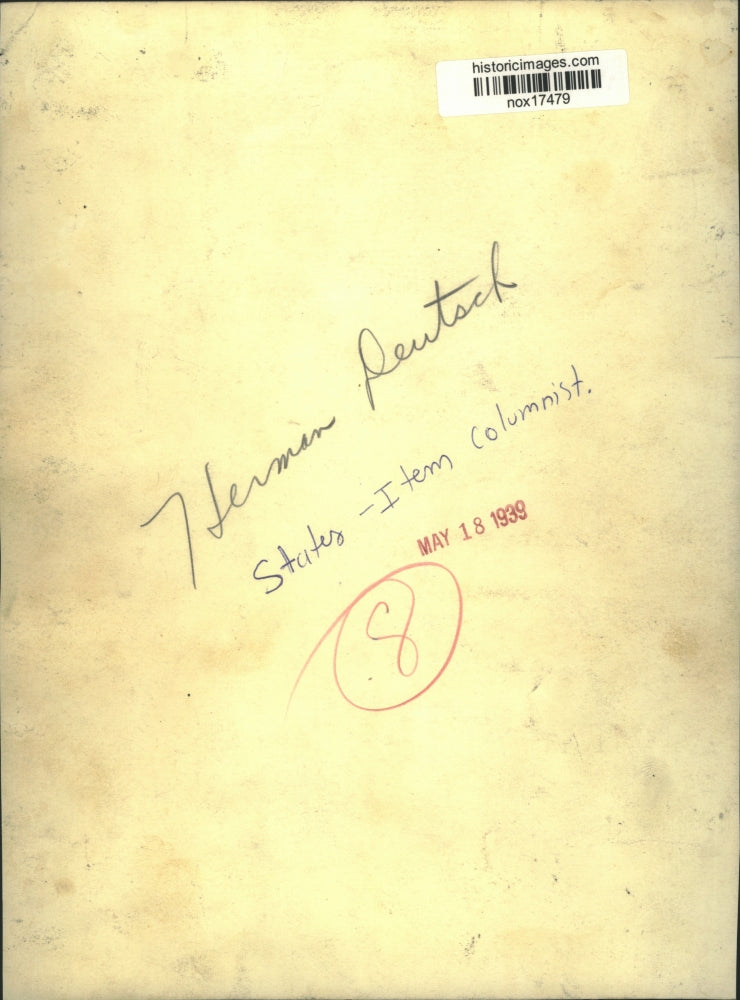 historicimages.com
nox17479
Herman Deutsch
States-Item columnist.
MAY 18 1939
8